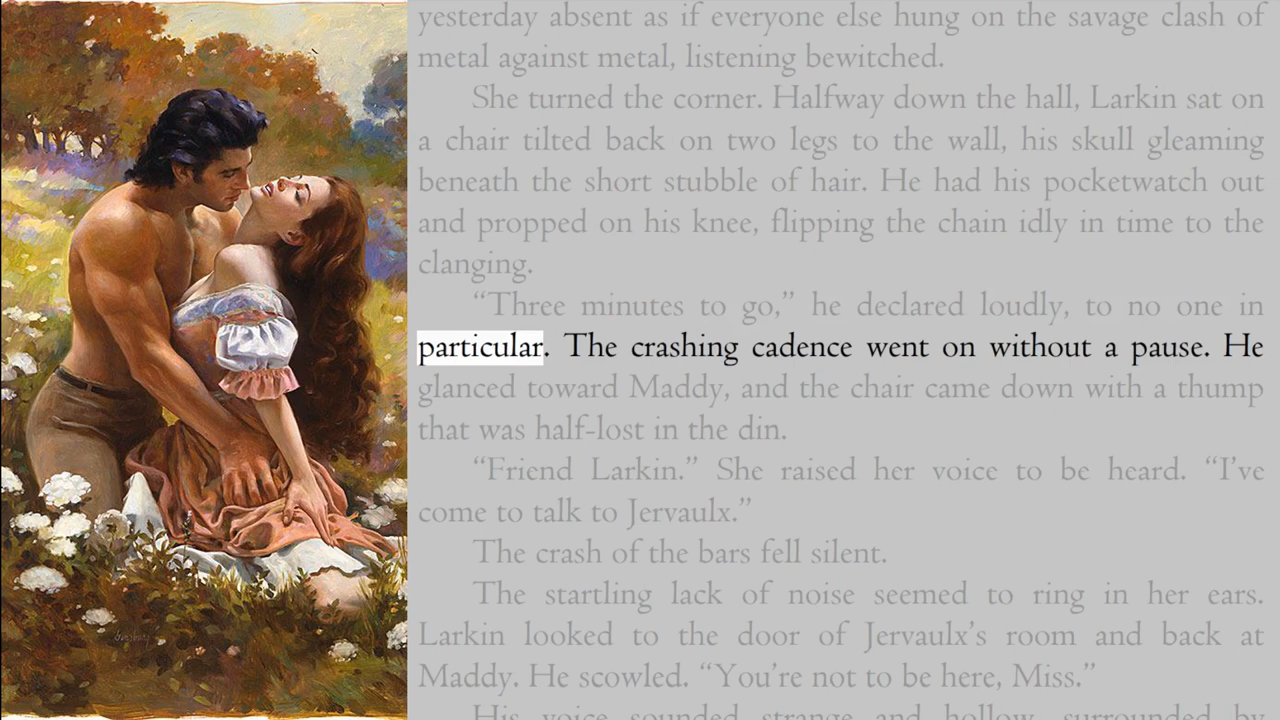 yesterday absent as if everyone else hung on the savage clash of
metal against metal, listening bewitched.
She turned the corner. Halfway down the hall, Larkin sat on
a chair tilted back on two legs to the wall, his skull gleaming
beneath the short stubble of hair. He had his pocketwatch out
and propped on his knee, flipping the chain idly in time to the
clanging.
“Three minutes to go,” he declared loudly, to no one in
particular. The crashing cadence went on without a pause. He
glanced toward Maddy, and the chair came down with a thump
that was half-lost in the din.
“Friend Larkin.” She raised her voice to be heard. “I’ve
come to talk to Jervaulx.”
The crash of the bars fell silent.
The startling lack of noise seemed to ring in her ears.
Larkin looked to the door of Jervaulx’s room and back at
Maddy. He scowled. “You’re not to be here, Miss.”
His voice sounded strange and hollow, surrounded by